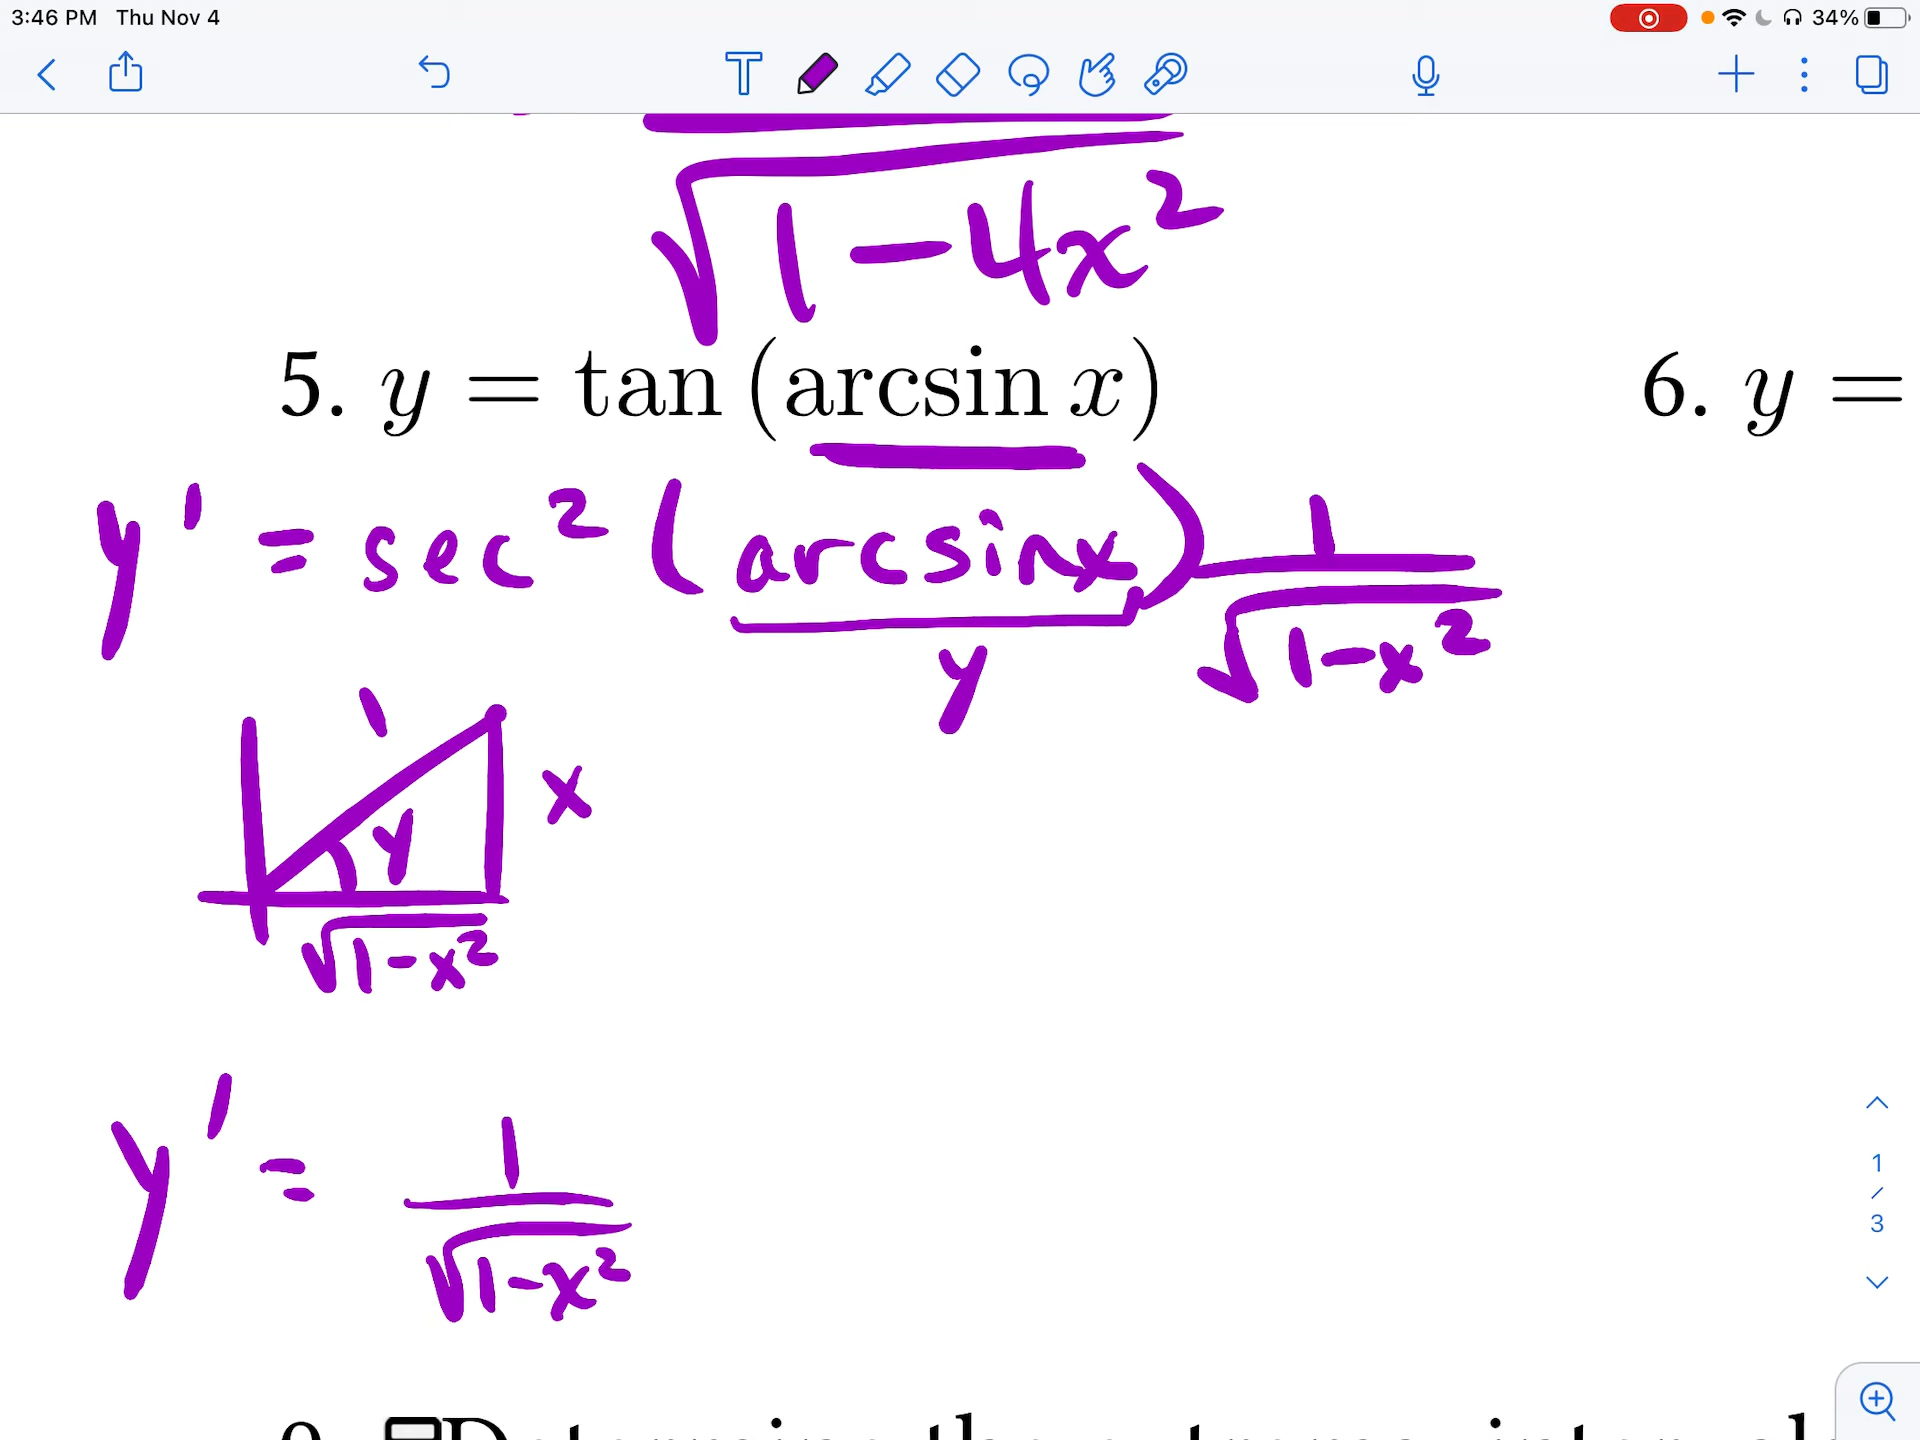 3:46 PM Thu Nov 4
34%
T
√1-4x²
5. y = tan (arcsin x)
6. y =
y' = sec² (arcsinx) 1/√1-x²
y
1
x
y
√1-x²
y' = 1/√1-x²
1
/
3